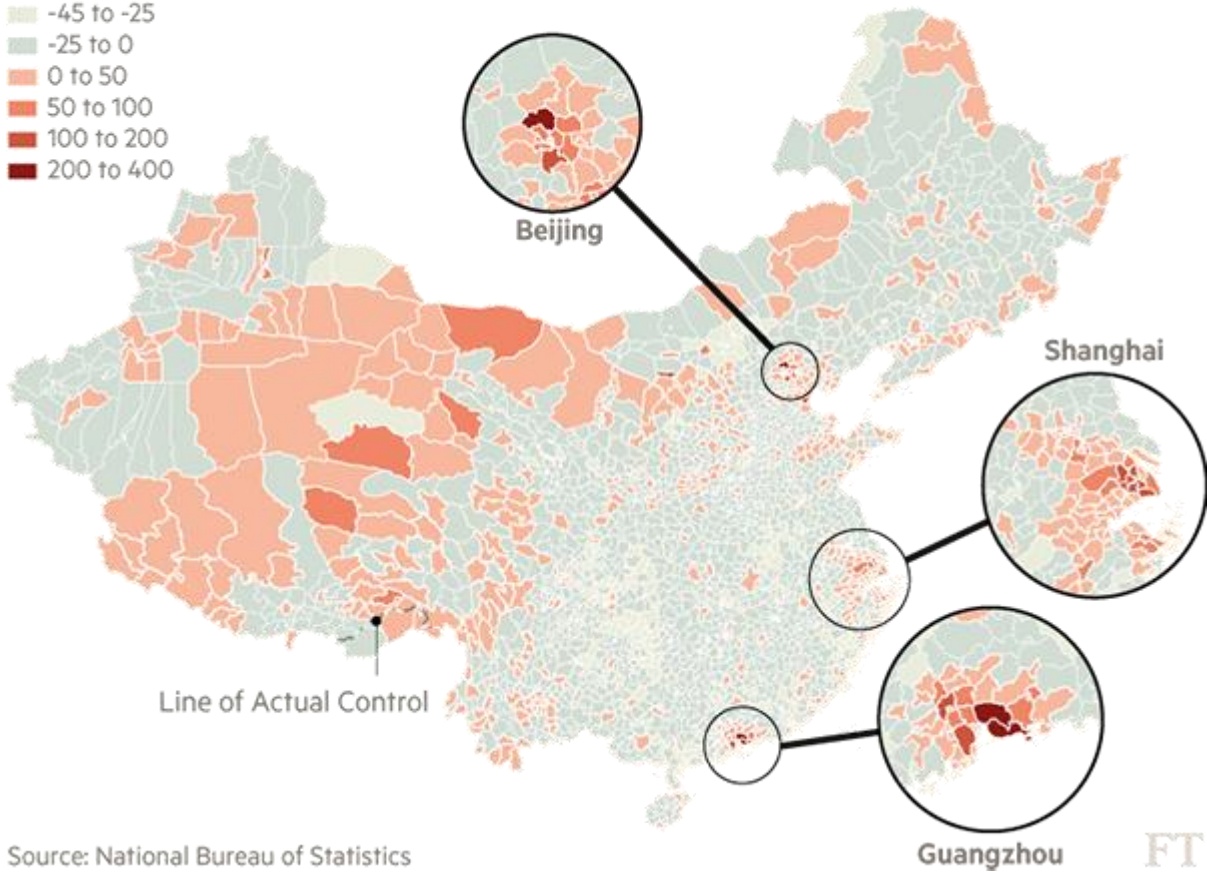 -45 to -25
-25 to 0
0 to 50
50 to 100
100 to 200
200 to 400
Beijing
Shanghai
Line of Actual Control
Guangzhou
Source: National Bureau of Statistics
FT